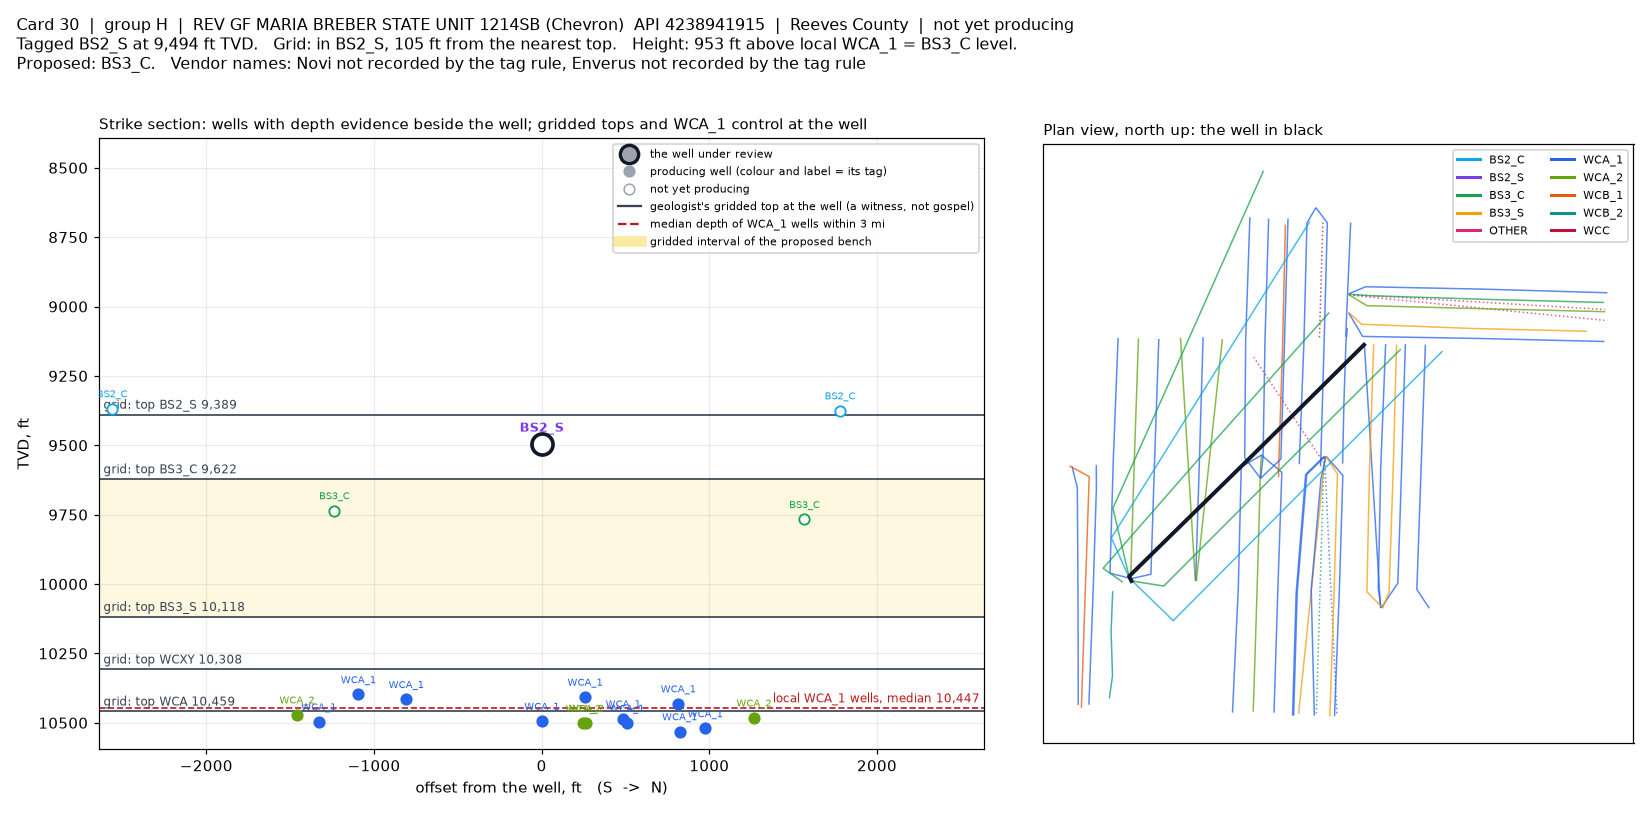 Card 30 | group H | REV GF MARIA BREBER STATE UNIT 1214SB (Chevron) API 4238941915 | Reeves County | not yet producing
Tagged BS2_S at 9,494 ft TVD. Grid: in BS2_S, 105 ft from the nearest top. Height: 953 ft above local WCA_1 = BS3_C level.
Proposed: BS3_C. Vendor names: Novi not recorded by the tag rule, Enverus not recorded by the tag rule
Strike section: wells with depth evidence beside the well; gridded tops and WCA_1 control at the well
the well under review
producing well (colour and label = its tag)
not yet producing
geologist's gridded top at the well (a witness, not gospel)
median depth of WCA_1 wells within 3 mi
gridded interval of the proposed bench
8500
8750
9000
9250
9500
9750
10000
10250
10500
TVD, ft
BS2_C
grid: top BS2_S 9,389
BS2_C
BS2_S
grid: top BS3_C 9,622
BS3_C
BS3_C
grid: top BS3_S 10,118
grid: top WCXY 10,308
WCA_1
WCA_1
WCA_1
WCA_1
WCA_2
grid: top WCA 10,459
local WCA_1 wells, median 10,447
WCA_1
WCA_1
WCA_2
WCA_1
WCA_2
WCA_1
WCA_1
−2000
−1000
0
1000
2000
offset from the well, ft (S -> N)
Plan view, north up: the well in black
BS2_C
BS2_S
BS3_C
BS3_S
OTHER
WCA_1
WCA_2
WCB_1
WCB_2
WCC